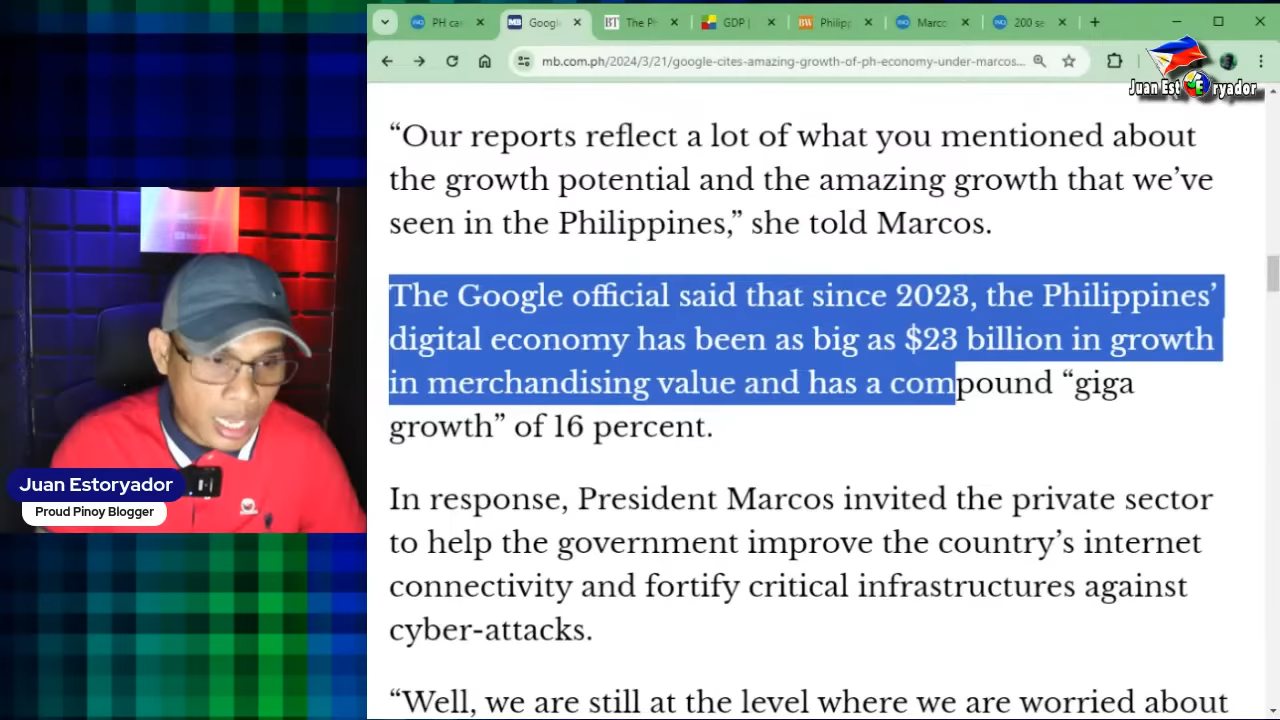 PH ca
Googl
The Ph
GDP |
Philipp
Marco
200 se
mb.com.ph/2024/3/21/google-cites-amazing-growth-of-ph-economy-under-marcos...
Juan Est ryador
“Our reports reflect a lot of what you mentioned about
the growth potential and the amazing growth that we’ve
seen in the Philippines,” she told Marcos.
The Google official said that since 2023, the Philippines’
digital economy has been as big as $23 billion in growth
in merchandising value and has a compound “giga
growth” of 16 percent.
In response, President Marcos invited the private sector
to help the government improve the country’s internet
connectivity and fortify critical infrastructures against
cyber-attacks.
“Well, we are still at the level where we are worried about
Juan Estoryador
Proud Pinoy Blogger